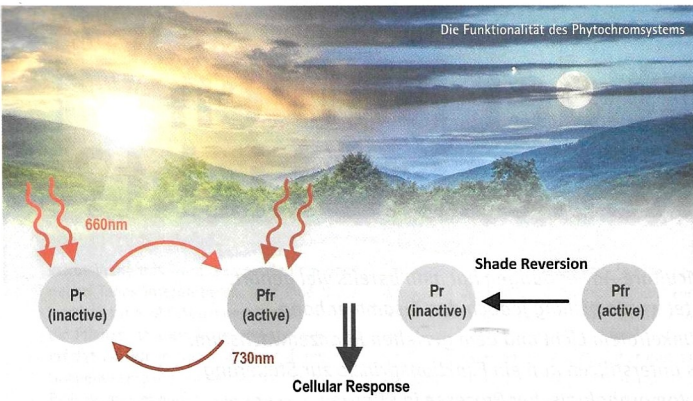 Die Funktionalität des Phytochromsystems
660nm
Pr
(inactive)
Pfr
(active)
730nm
Cellular Response
Shade Reversion
Pr
(inactive)
Pfr
(active)